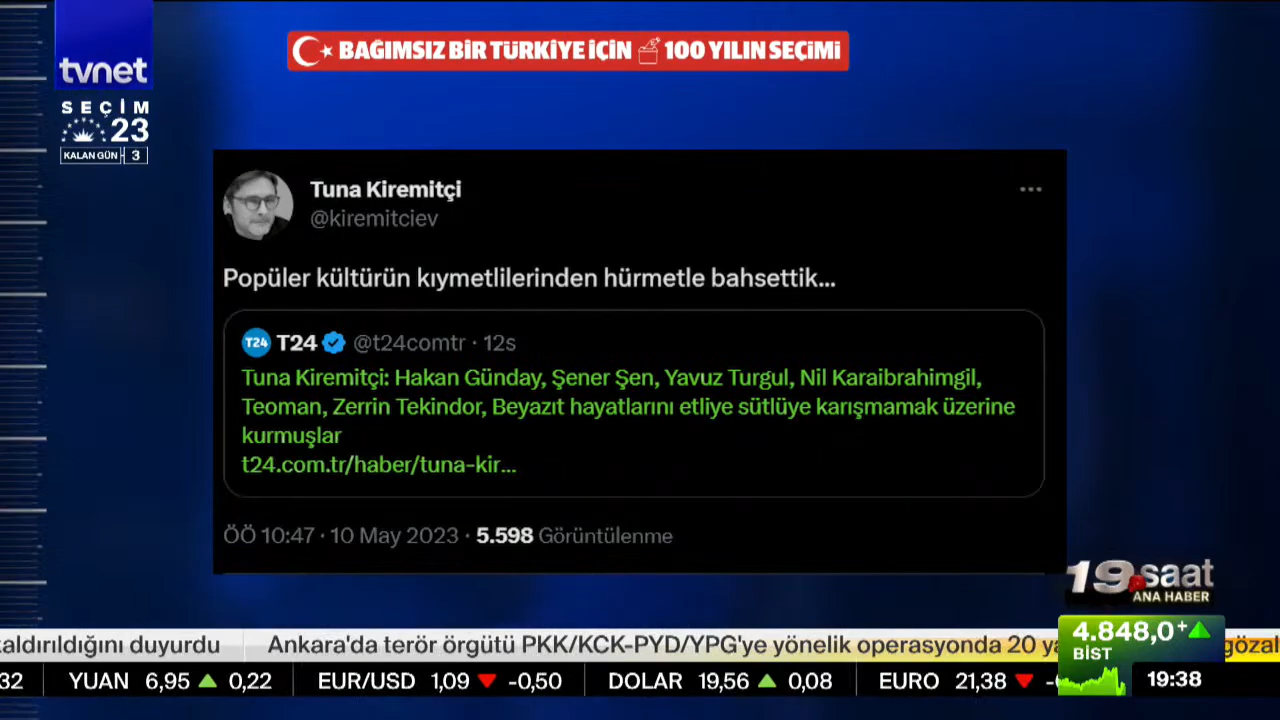 BAĞIMSIZ BİR TÜRKİYE İÇİN 100 YILIN SEÇİMİ
tvnet
SEÇİM
23
KALAN GÜN 3
Tuna Kiremitçi
@kiremitciev
Popüler kültürün kıymetlilerinden hürmetle bahsettik...
T24 T24 @t24comtr · 12s
Tuna Kiremitçi: Hakan Günday, Şener Şen, Yavuz Turgul, Nil Karaibrahimgil,
Teoman, Zerrin Tekindor, Beyazıt hayatlarını etliye sütlüye karışmamak üzerine
kurmuşlar
t24.com.tr/haber/tuna-kir...
ÖÖ 10:47 · 10 May 2023 · 5.598 Görüntülenme
19 saat
ANA HABER
4.848,0+
BİST
kaldırıldığını duyurdu Ankara'da terör örgütü PKK/KCK-PYD/YPG'ye yönelik operasyonda 20 gözal
32 YUAN 6,95 0,22 EUR/USD 1,09 -0,50 DOLAR 19,56 0,08 EURO 21,38 19:38